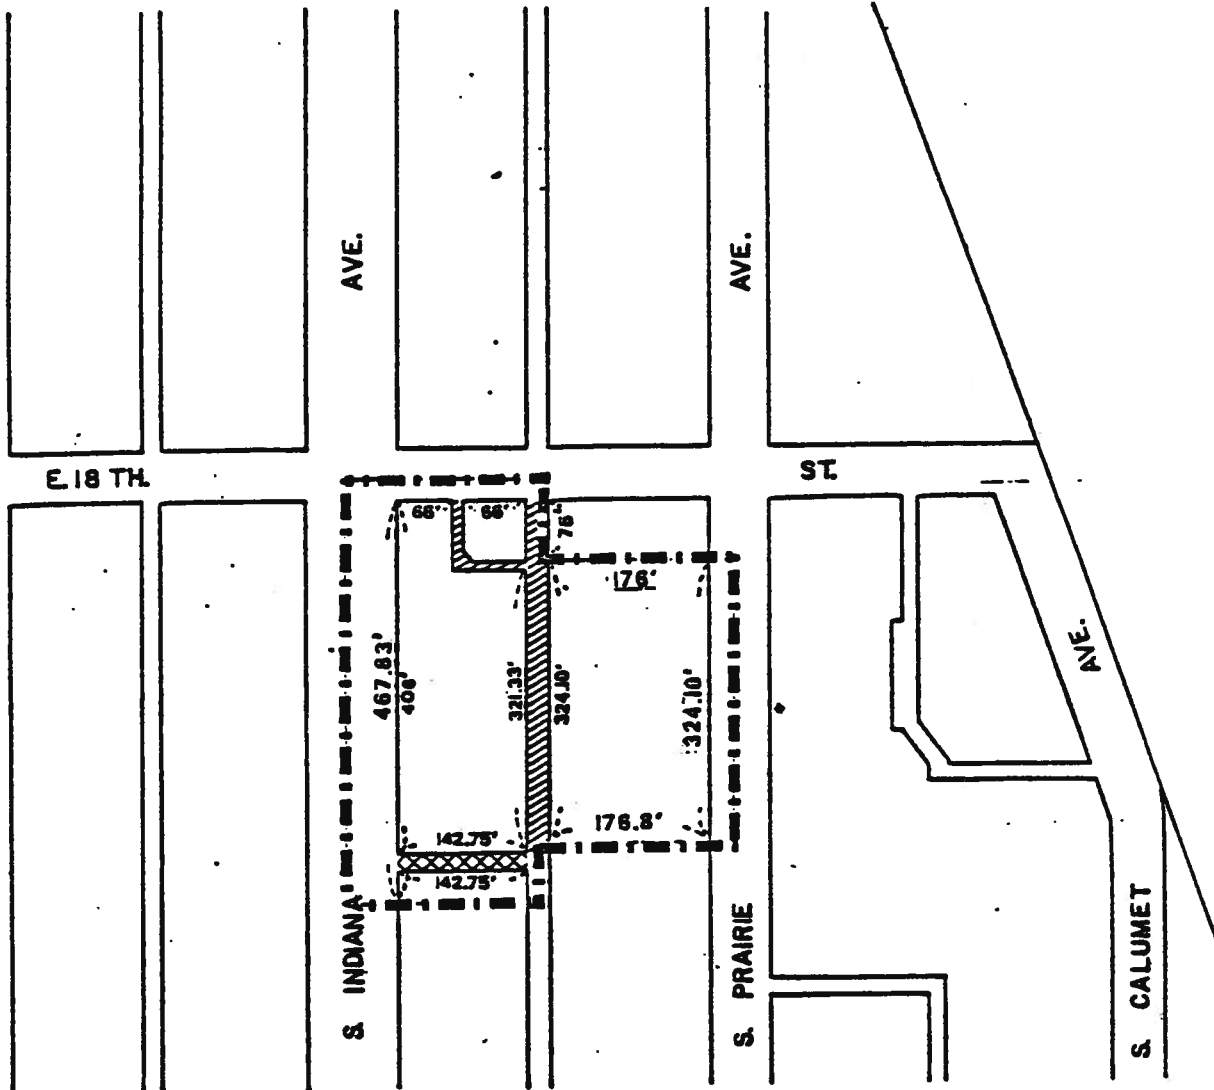 AVE.
AVE.
E. 18 TH.
ST.
66'
66'
76'
176'
AVE.
467.83'
406'
321.33'
324.10'
324.10'
142.75'
176.8'
142.75'
S. INDIANA
S. PRAIRIE
S. CALUMET